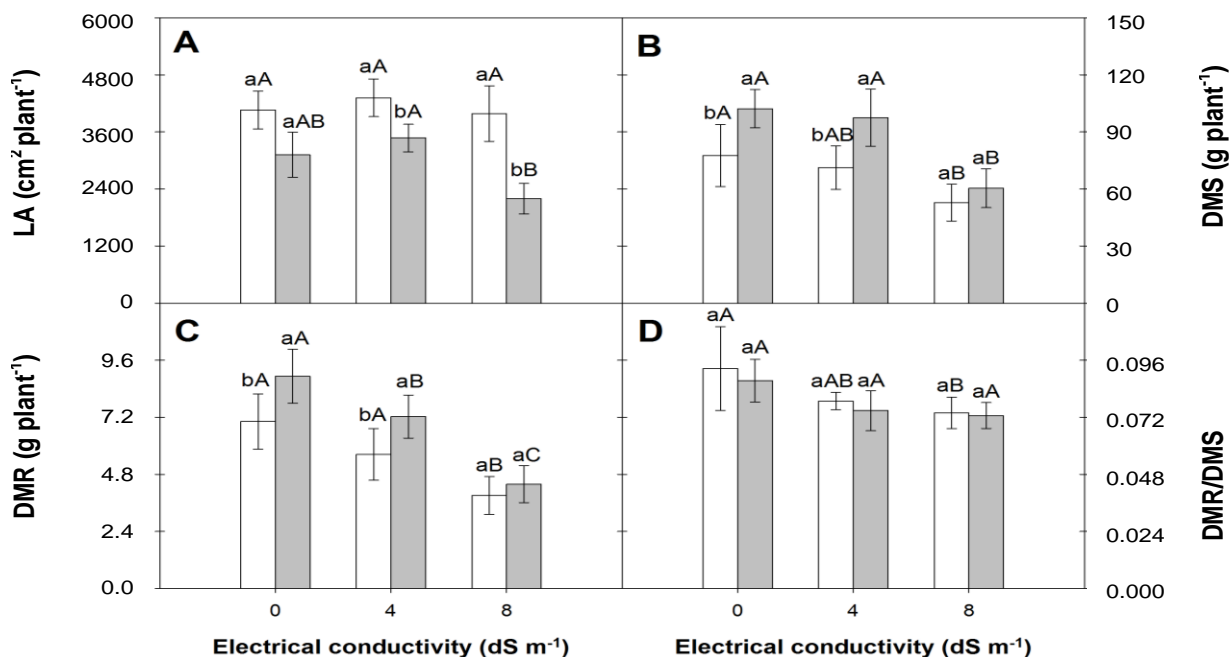 6000
4800
3600
2400
1200
0
LA (cm² plant⁻¹)
A
aA
aAB
aA
bA
aA
bB
B
bA
aA
bAB
aA
aB
aB
150
120
90
60
30
0
DMS (g plant⁻¹)
9.6
7.2
4.8
2.4
0.0
DMR (g plant⁻¹)
C
bA
aA
bA
aB
aB
aC
D
aA
aA
aAB
aA
aB
aA
0.096
0.072
0.048
0.024
0.000
DMR/DMS
0 4 8
0 4 8
Electrical conductivity (dS m⁻¹)
Electrical conductivity (dS m⁻¹)